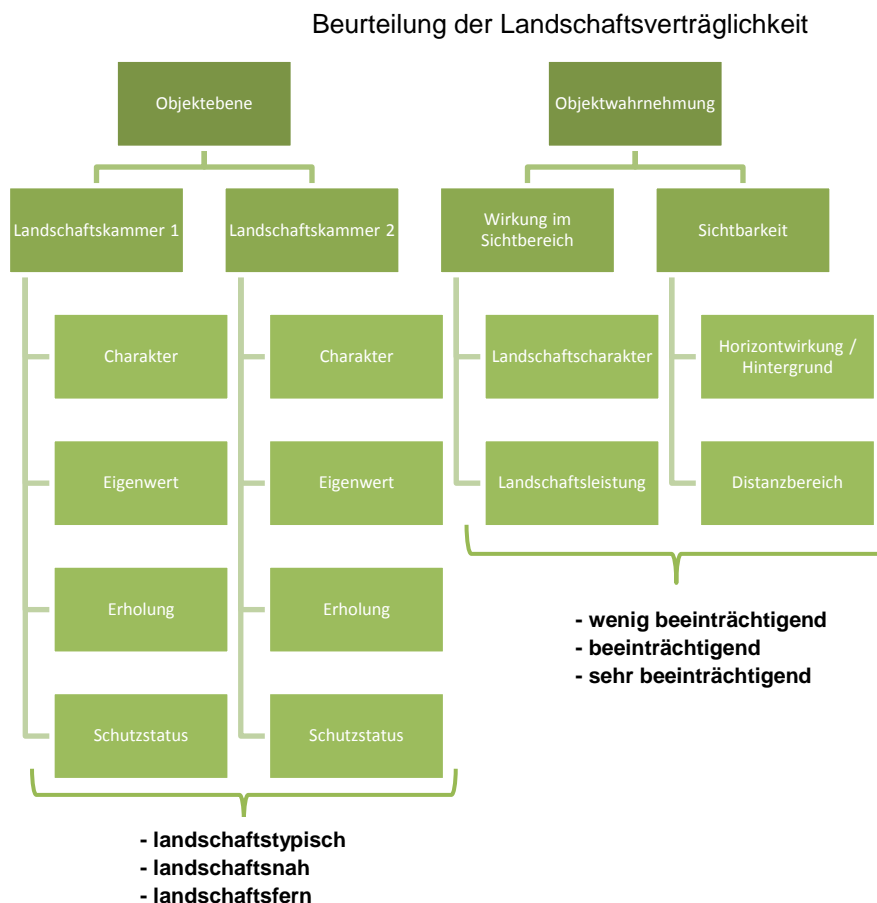 Beurteilung der Landschaftsverträglichkeit
Objektebene
Landschaftskammer 1
Charakter
Eigenwert
Erholung
Schutzstatus
Landschaftskammer 2
Charakter
Eigenwert
Erholung
Schutzstatus
- landschaftstypisch
- landschaftsnah
- landschaftsfern
Objektwahrnehmung
Wirkung im
Sichtbereich
Landschaftscharakter
Landschaftsleistung
Sichtbarkeit
Horizontwirkung /
Hintergrund
Distanzbereich
- wenig beeinträchtigend
- beeinträchtigend
- sehr beeinträchtigend